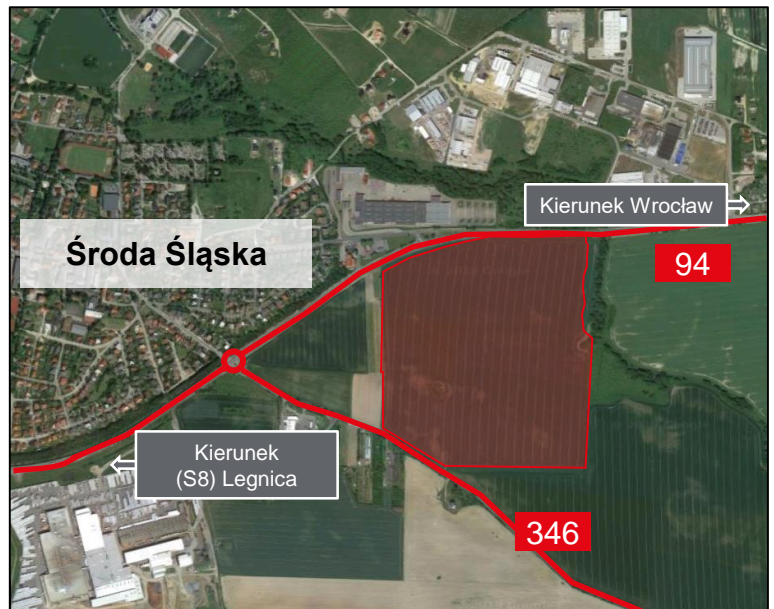 Kierunek Wrocław
Środa Śląska
94
Kierunek
(S8) Legnica
346